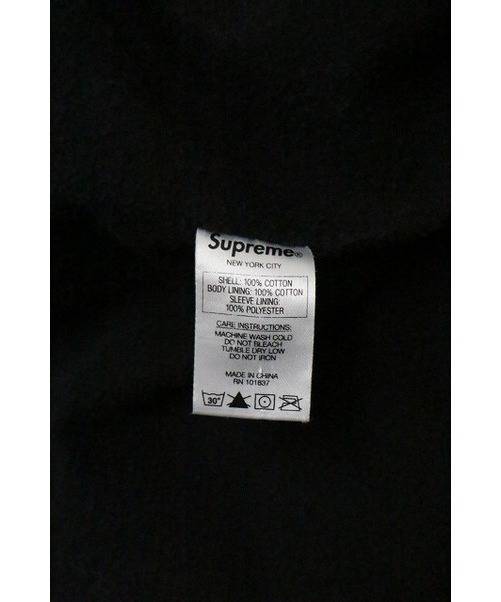 Supreme®
NEW YORK CITY
SHELL: 100% COTTON
BODY LINING: 100% COTTON
SLEEVE LINING:
100% POLYESTER
CARE INSTRUCTIONS:
MACHINE WASH COLD
DO NOT BLEACH
TUMBLE DRY LOW
DO NOT IRON
MADE IN CHINA
RN 101837
30°